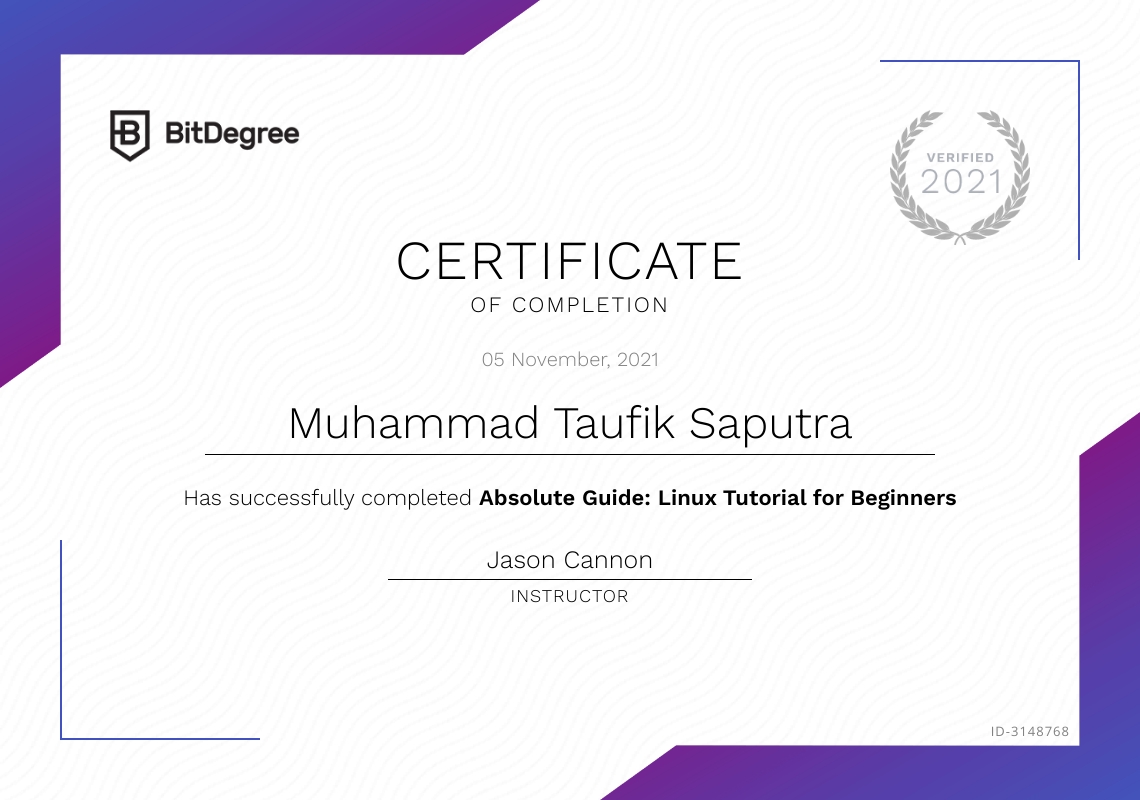 BitDegree
VERIFIED
2021
CERTIFICATE
OF COMPLETION
05 November, 2021
Muhammad Taufik Saputra
Has successfully completed Absolute Guide: Linux Tutorial for Beginners
Jason Cannon
INSTRUCTOR
ID-3148768